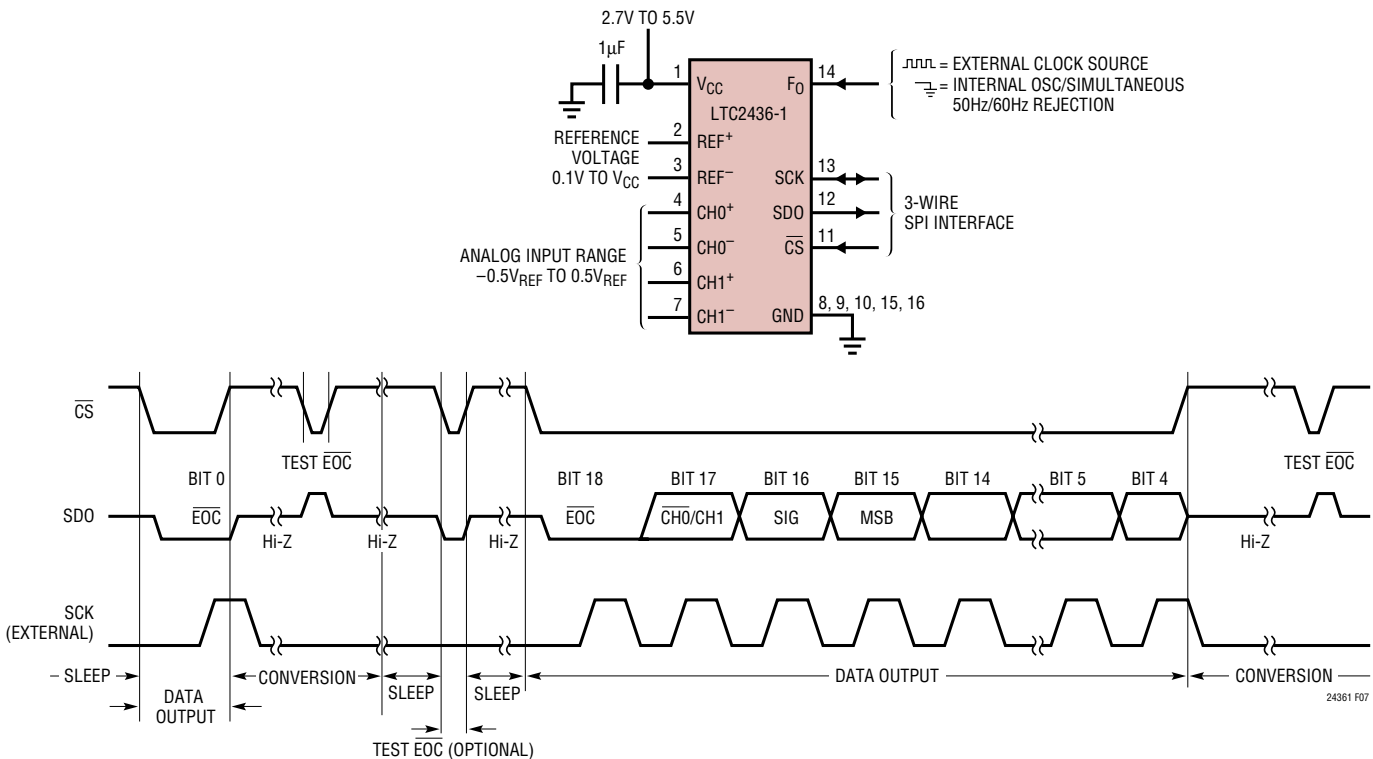 2.7V TO 5.5V
1µF
1
VCC
FO
14
= EXTERNAL CLOCK SOURCE
= INTERNAL OSC/SIMULTANEOUS
50Hz/60Hz REJECTION
LTC2436-1
REFERENCE
VOLTAGE
0.1V TO VCC
2
REF+
3
REF–
SCK
13
4
CH0+
SDO
12
3-WIRE
SPI INTERFACE
5
CH0–
CS
11
ANALOG INPUT RANGE
–0.5VREF TO 0.5VREF
6
CH1+
7
CH1–
GND
8, 9, 10, 15, 16
CS
TEST EOC
TEST EOC
BIT 0
BIT 18
BIT 17
BIT 16
BIT 15
BIT 14
BIT 5
BIT 4
SDO
EOC
EOC
CH0/CH1
SIG
MSB
Hi-Z
Hi-Z
Hi-Z
Hi-Z
SCK
(EXTERNAL)
SLEEP
CONVERSION
SLEEP
SLEEP
DATA OUTPUT
CONVERSION
DATA
OUTPUT
24361 F07
TEST EOC (OPTIONAL)